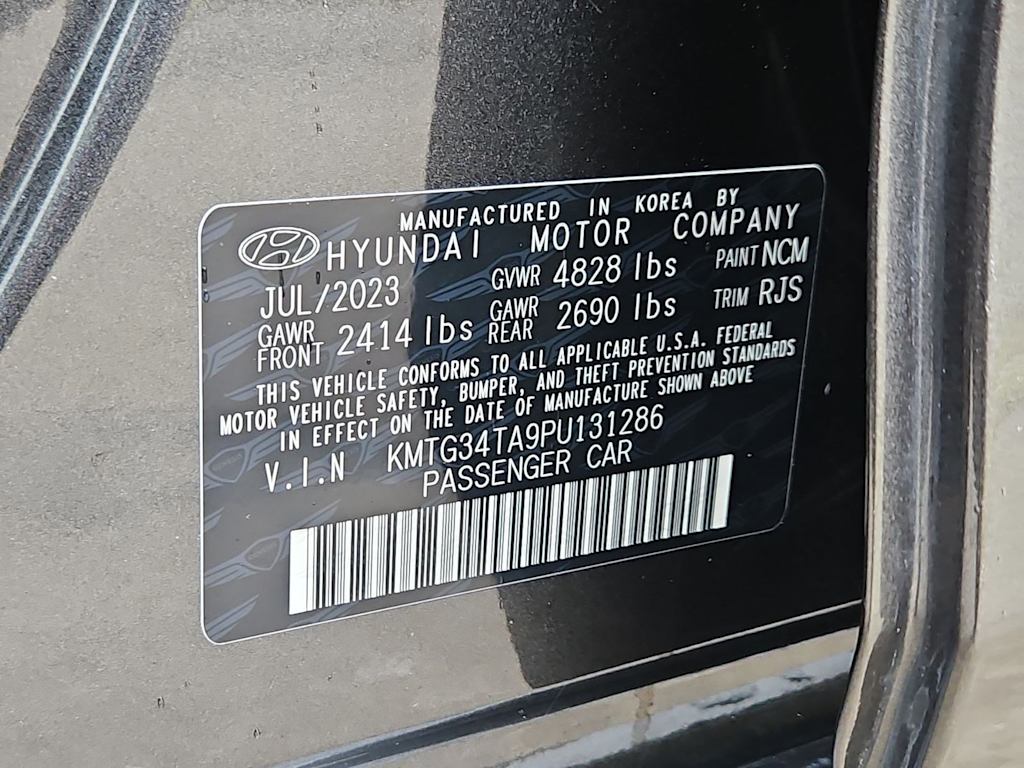 MANUFACTURED IN KOREA BY
HYUNDAI MOTOR COMPANY
JUL/2023 GVWR 4828 lbs PAINT NCM
GAWR FRONT 2414 lbs GAWR REAR 2690 lbs TRIM RJS
THIS VEHICLE CONFORMS TO ALL APPLICABLE U.S.A. FEDERAL
MOTOR VEHICLE SAFETY, BUMPER, AND THEFT PREVENTION STANDARDS
IN EFFECT ON THE DATE OF MANUFACTURE SHOWN ABOVE
V.I.N KMTG34TA9PU131286
PASSENGER CAR